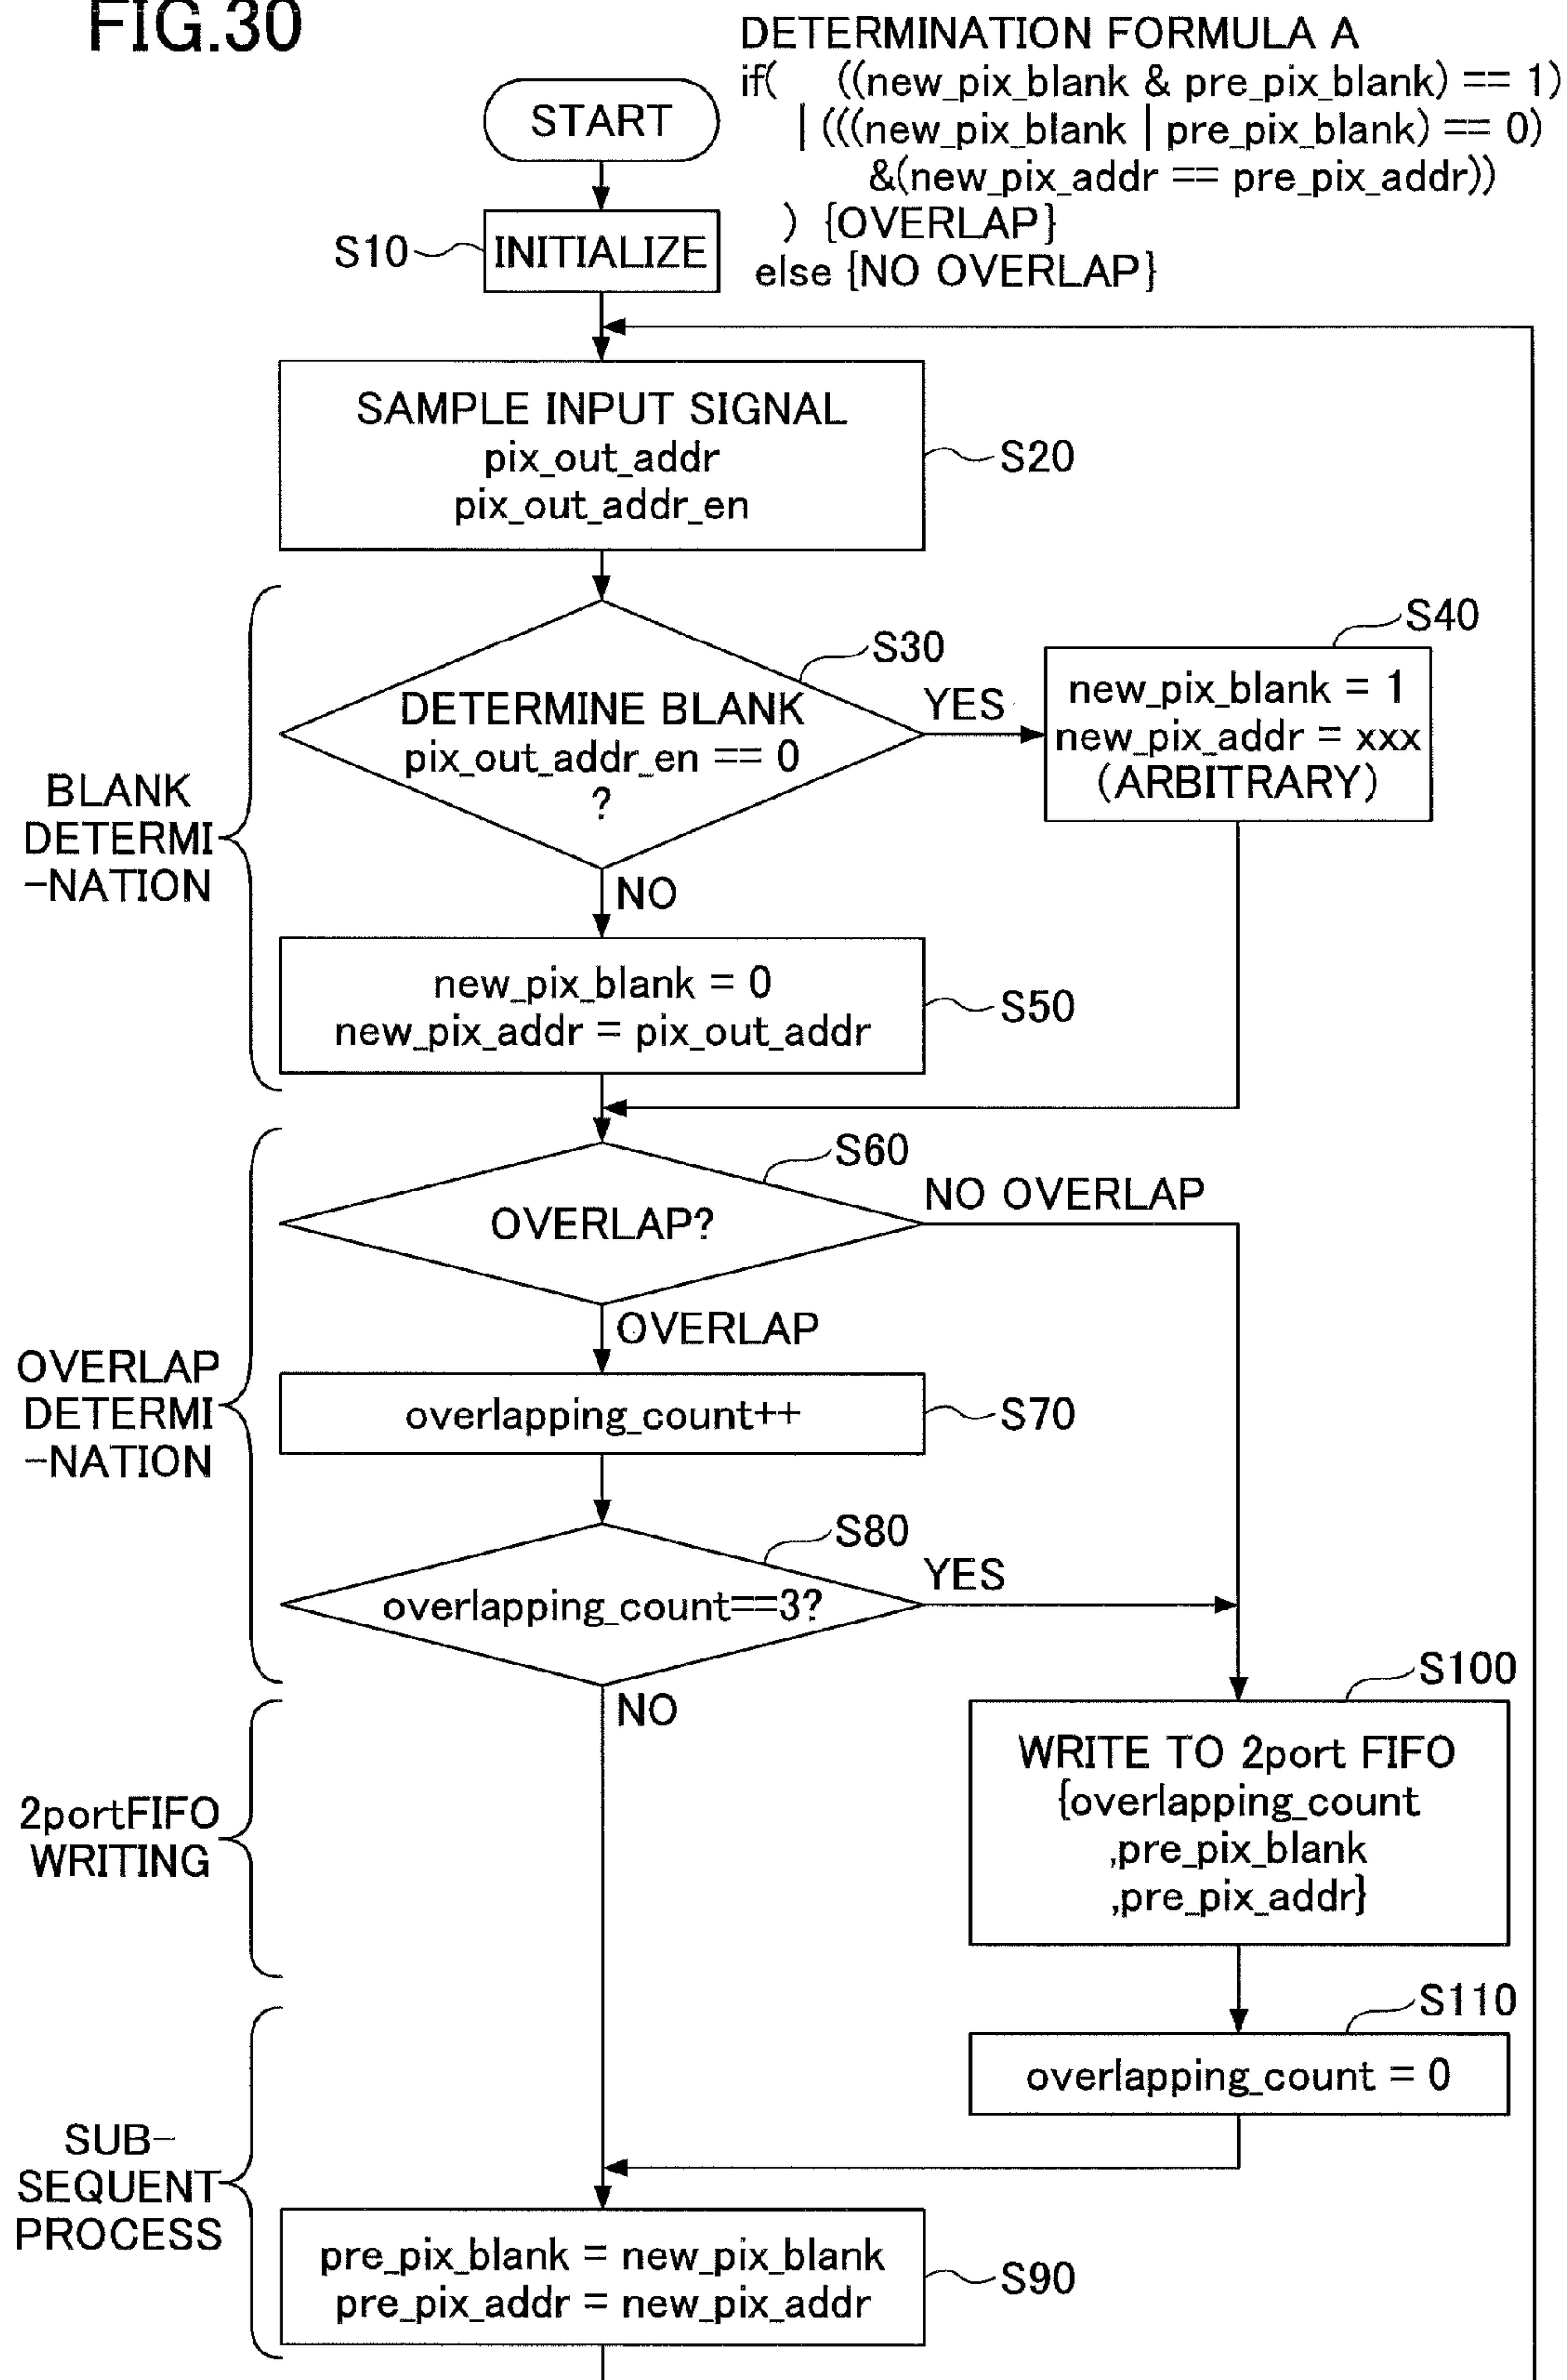 FIG.30
DETERMINATION FORMULA A
if( ((new_pix_blank & pre_pix_blank) == 1)
| (((new_pix_blank | pre_pix_blank) == 0)
&(new_pix_addr == pre_pix_addr))
) {OVERLAP}
else {NO OVERLAP}
START
S10
INITIALIZE
SAMPLE INPUT SIGNAL
pix_out_addr
pix_out_addr_en
S20
BLANK
DETERMI
-NATION
S30
DETERMINE BLANK
pix_out_addr_en == 0
?
YES
NO
S40
new_pix_blank = 1
new_pix_addr = xxx
(ARBITRARY)
new_pix_blank = 0
new_pix_addr = pix_out_addr
S50
OVERLAP
DETERMI
-NATION
S60
OVERLAP?
NO OVERLAP
OVERLAP
overlapping_count++
S70
S80
overlapping_count==3?
YES
NO
2portFIFO
WRITING
S100
WRITE TO 2port FIFO
{overlapping_count
,pre_pix_blank
,pre_pix_addr}
S110
overlapping_count = 0
SUB-
SEQUENT
PROCESS
pre_pix_blank = new_pix_blank
pre_pix_addr = new_pix_addr
S90